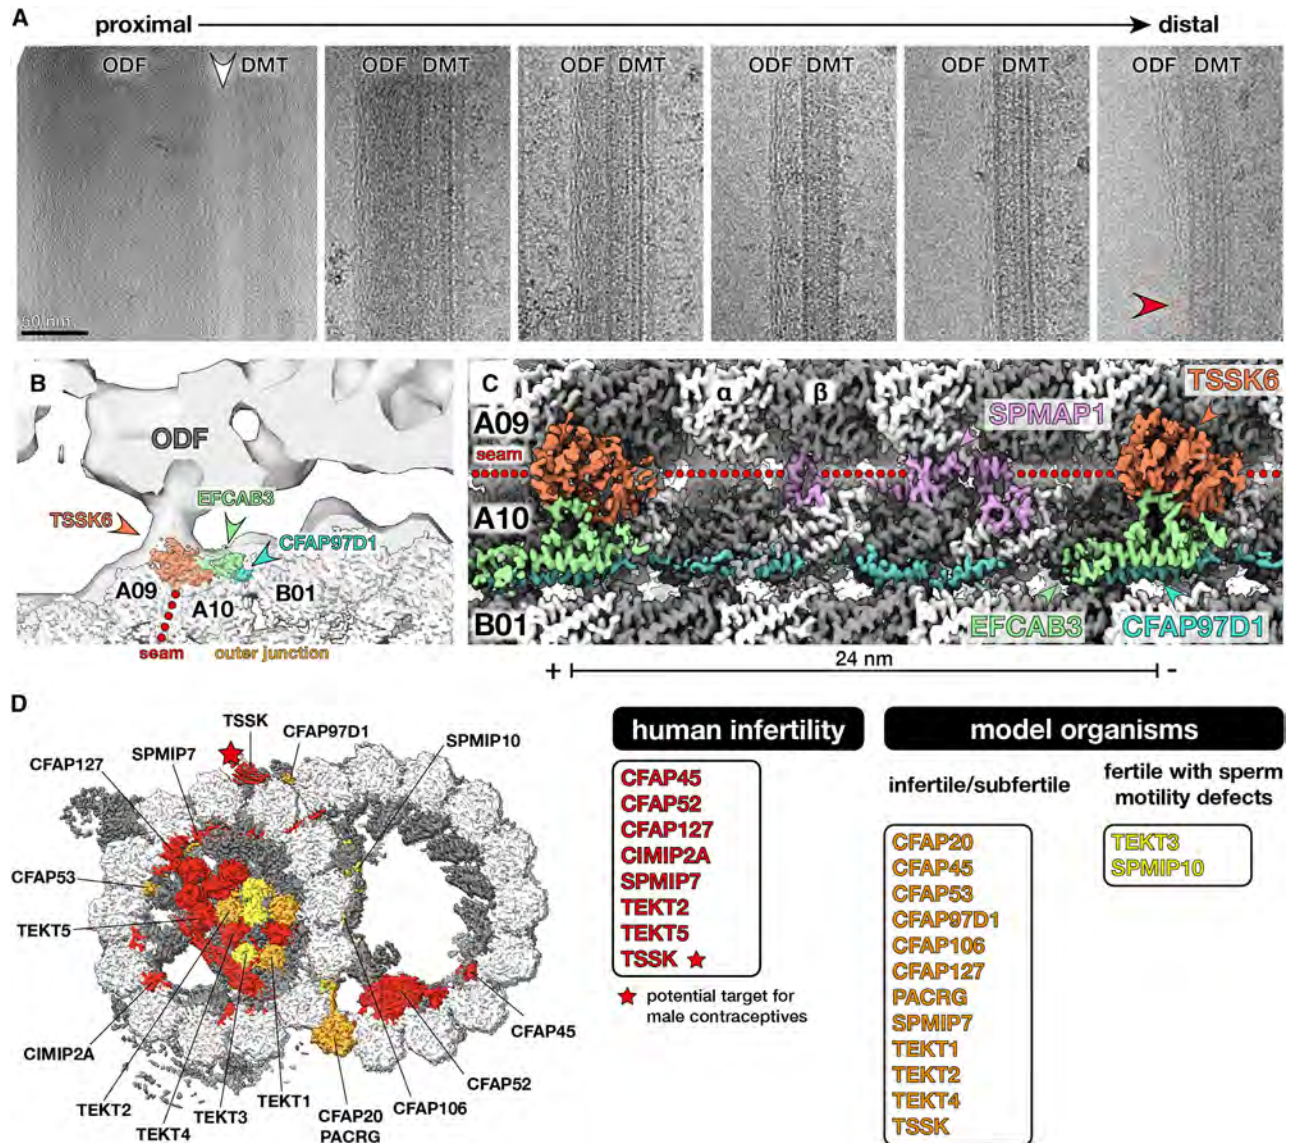 A
proximal
distal
ODF DMT
ODF DMT
ODF DMT
ODF DMT
ODF DMT
ODF DMT
50 nm
B
ODF
EFCAB3
TSSK6
CFAP97D1
A09
A10
B01
seam
outer junction
C
TSSK6
α
β
A09
SPMAP1
seam
A10
B01
EFCAB3
CFAP97D1
+
24 nm
-
D
TSSK
CFAP97D1
SPMIP10
SPMIP7
CFAP127
CFAP53
TEKT5
CIMIP2A
TEKT2
TEKT4
TEKT3
TEKT1
CFAP20
PACRG
CFAP106
CFAP52
CFAP45
human infertility
CFAP45
CFAP52
CFAP127
CIMIP2A
SPMIP7
TEKT2
TEKT5
TSSK
potential target for
male contraceptives
model organisms
infertile/subfertile
CFAP20
CFAP45
CFAP53
CFAP97D1
CFAP106
CFAP127
PACRG
SPMIP7
TEKT1
TEKT2
TEKT4
TSSK
fertile with sperm
motility defects
TEKT3
SPMIP10